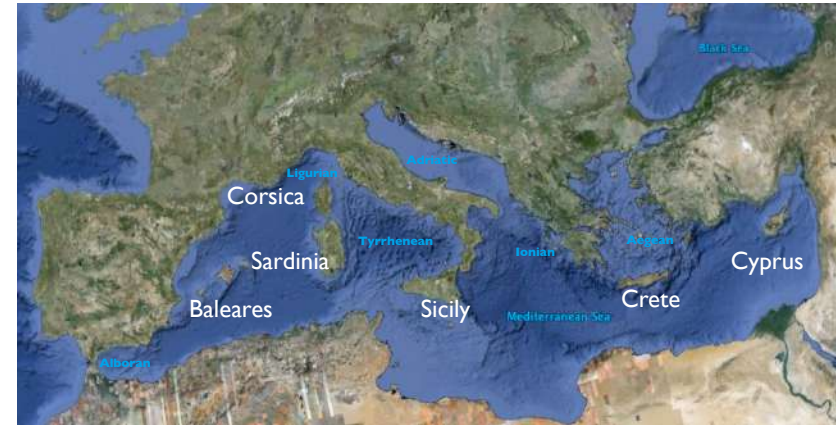 Black Sea
Adriatic
Ligurian
Corsica
Tyrrhenean
Aegean
Ionian
Sardinia
Cyprus
Crete
Baleares
Sicily
Mediterranean Sea
Alboran